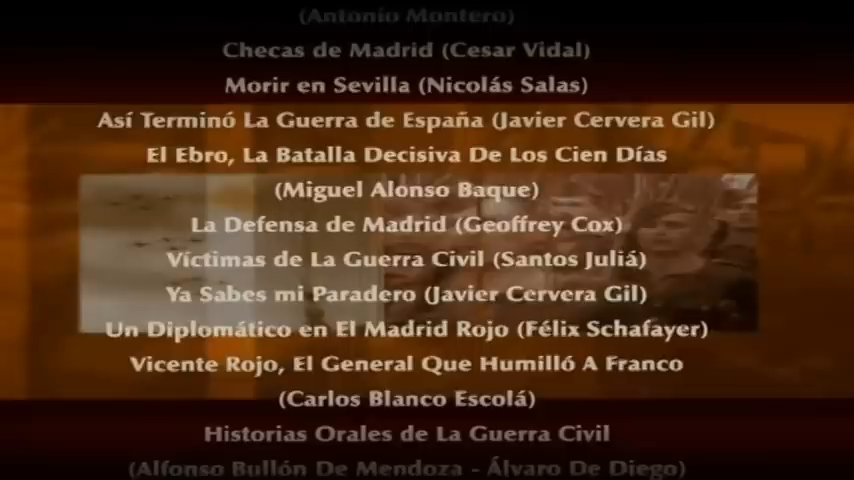 (Antonio Montero)
Checas de Madrid (Cesar Vidal)
Morir en Sevilla (Nicolás Salas)
Así Terminó La Guerra de España (Javier Cervera Gil)
El Ebro, La Batalla Decisiva De Los Cien Días
(Miguel Alonso Baque)
La Defensa de Madrid (Geoffrey Cox)
Víctimas de La Guerra Civil (Santos Juliá)
Ya Sabes mi Paradero (Javier Cervera Gil)
Un Diplomático en El Madrid Rojo (Félix Schafayer)
Vicente Rojo, El General Que Humilló A Franco
(Carlos Blanco Escolá)
Historias Orales de La Guerra Civil
(Alfonso Bullón De Mendoza - Álvaro De Diego)